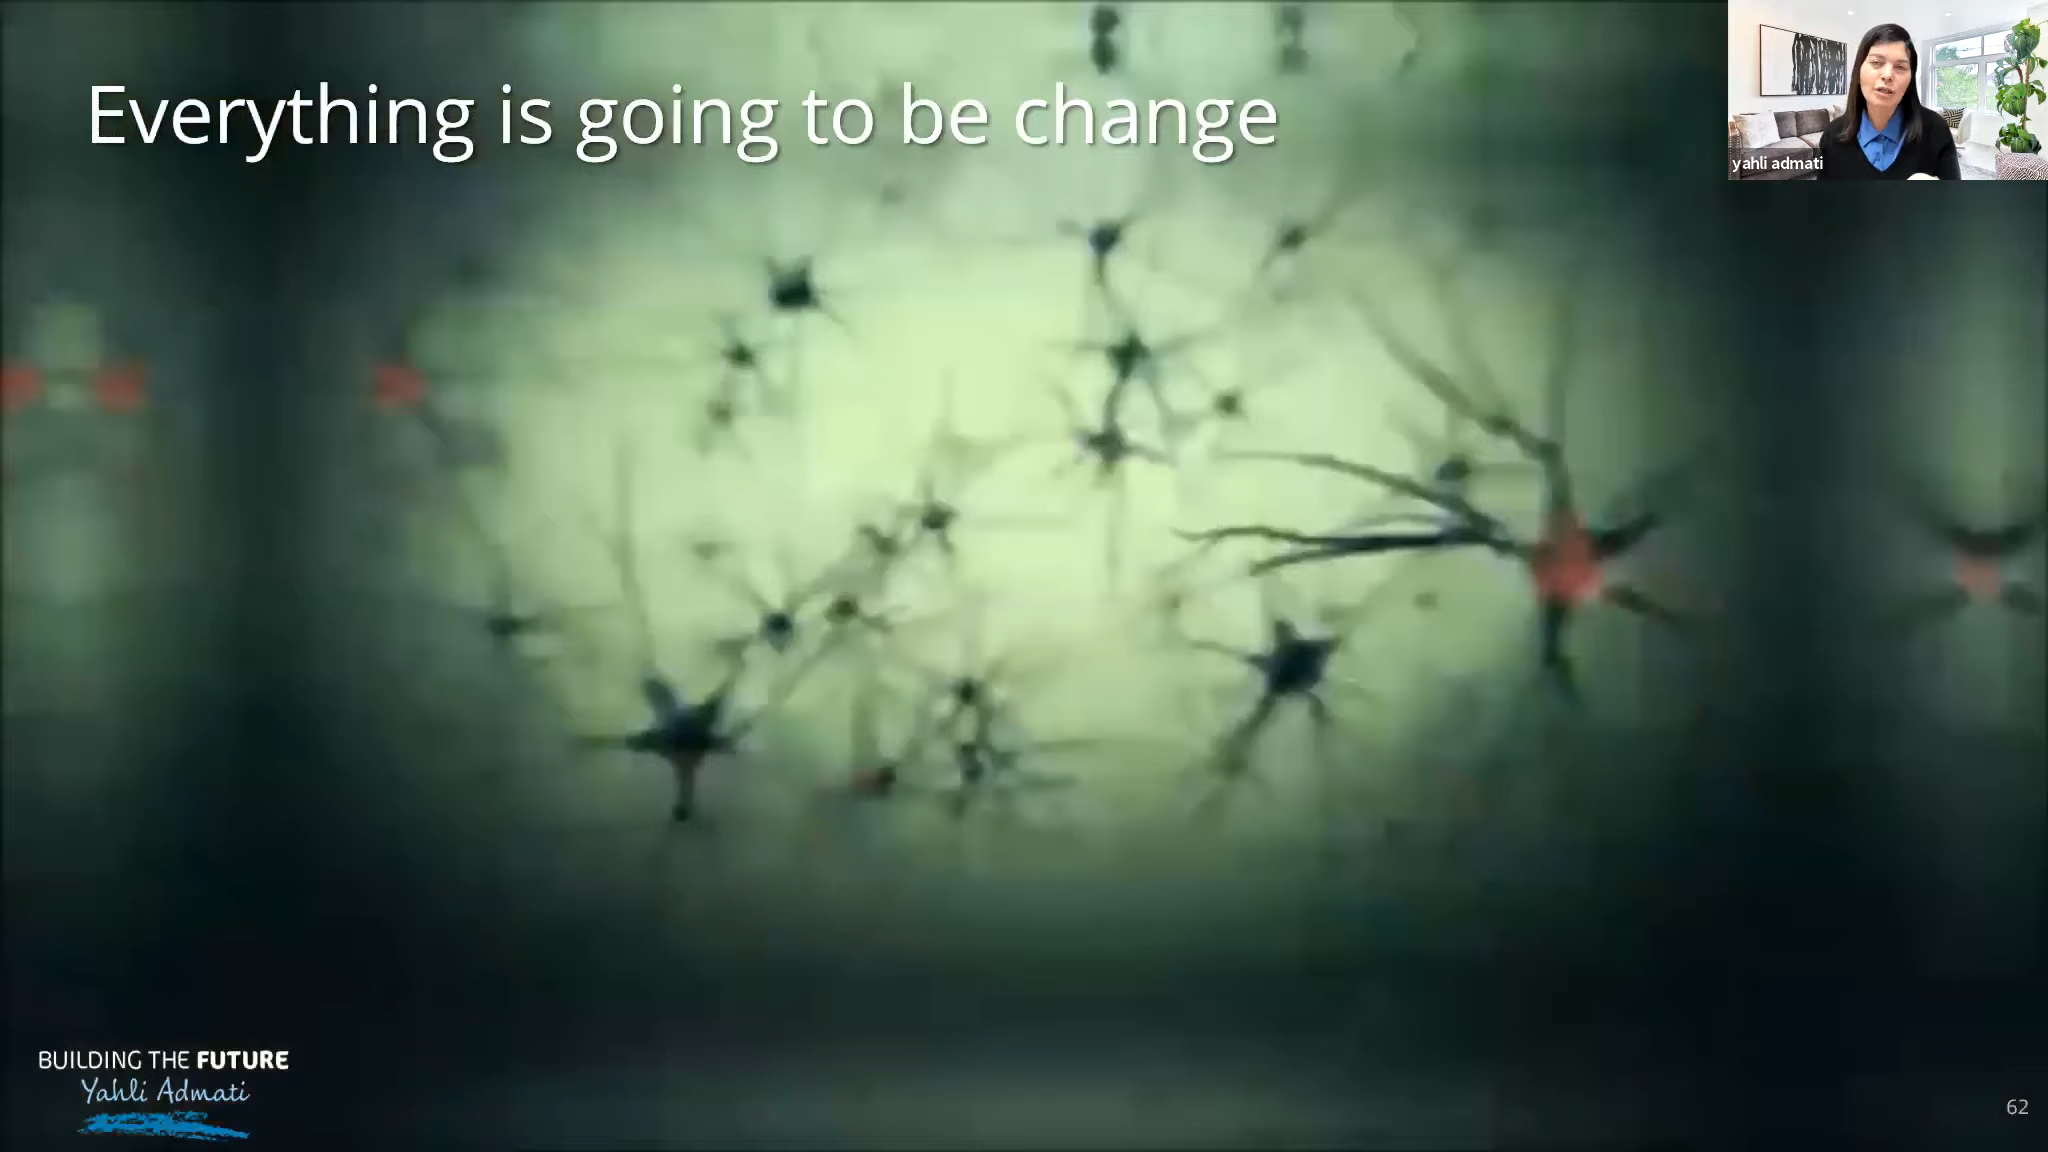 Everything is going to be change
yahli admati
BUILDING THE FUTURE
Yahli Admati
62